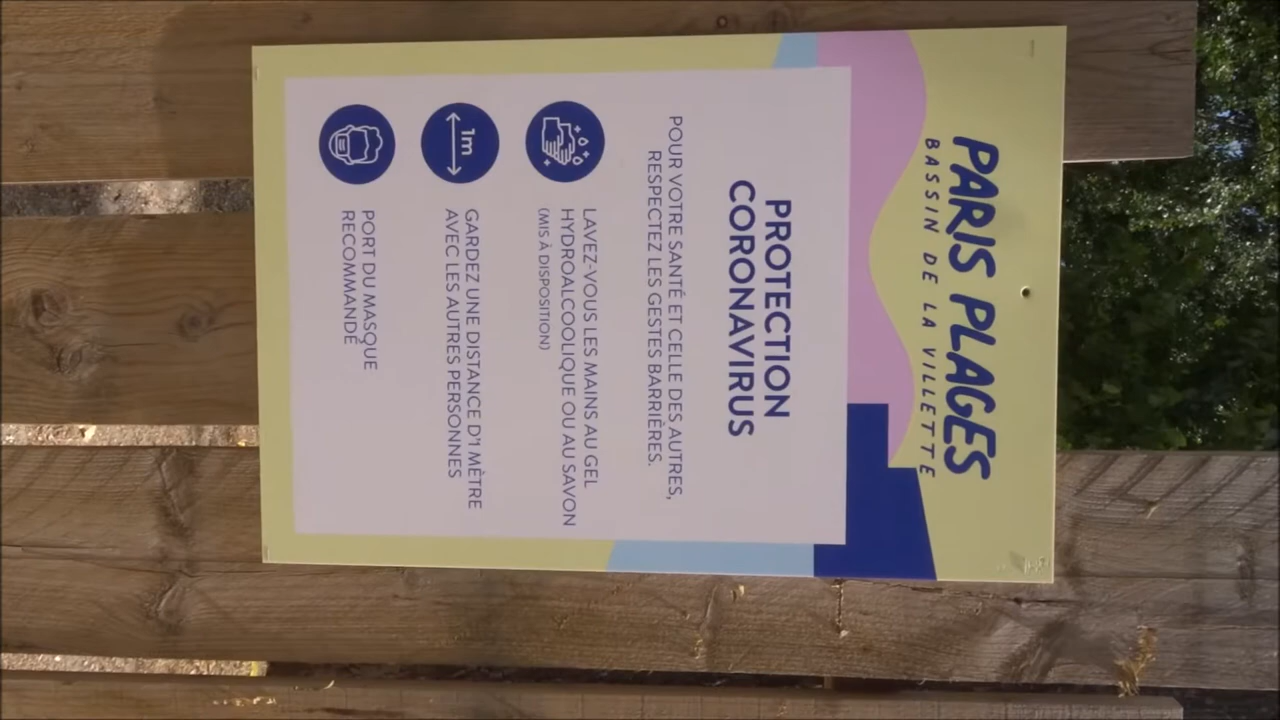 PARIS PLAGES
BASSIN DE LA VILLETTE
PROTECTION
CORONAVIRUS
POUR VOTRE SANTÉ ET CELLE DES AUTRES,
RESPECTEZ LES GESTES BARRIÈRES.
LAVEZ-VOUS LES MAINS AU GEL
HYDROALCOOLIQUE OU AU SAVON
(MIS À DISPOSITION)
1m
GARDEZ UNE DISTANCE D'1 MÈTRE
AVEC LES AUTRES PERSONNES
PORT DU MASQUE
RECOMMANDÉ